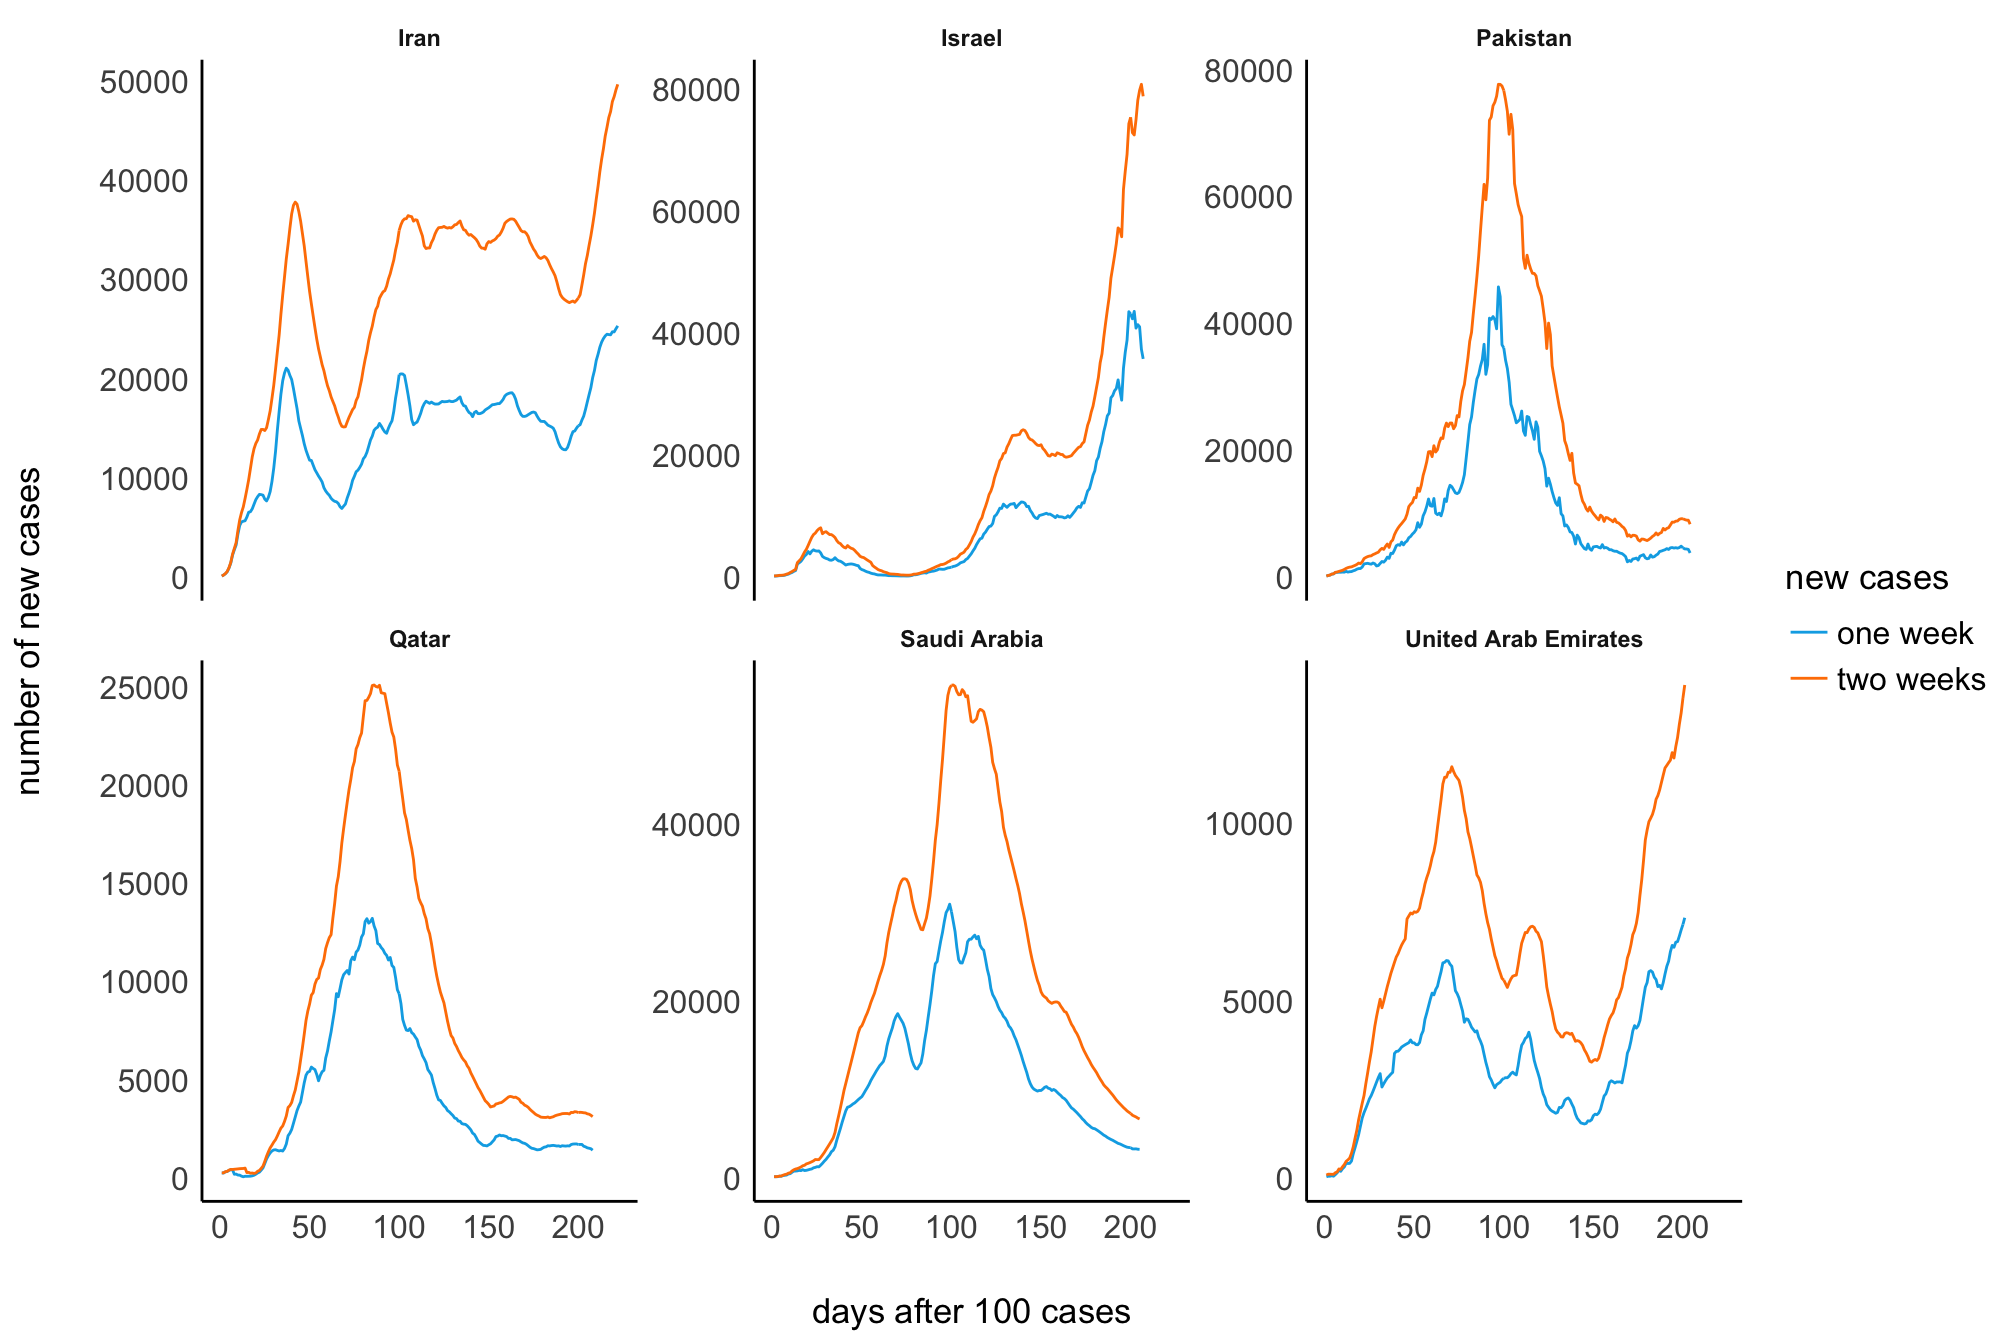 Iran
Israel
Pakistan
50000
40000
30000
20000
10000
0
80000
60000
40000
20000
0
80000
60000
40000
20000
0
number of new cases
new cases
one week
two weeks
Qatar
Saudi Arabia
United Arab Emirates
25000
20000
15000
10000
5000
0
40000
20000
0
10000
5000
0
0 50 100 150 200
0 50 100 150 200
0 50 100 150 200
days after 100 cases